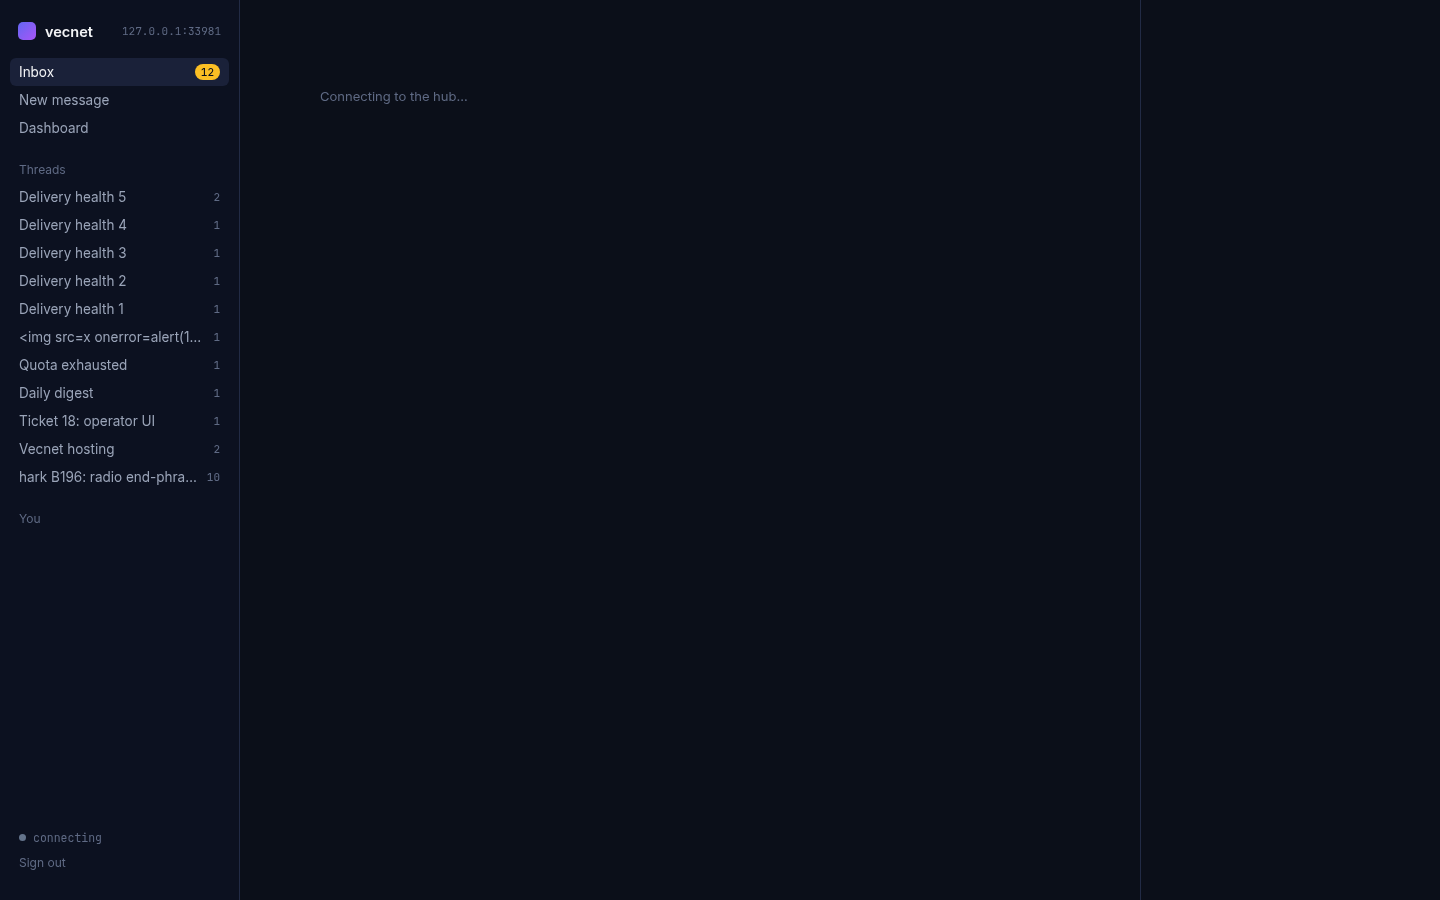 vecnet 127.0.0.1:33981
Inbox 12
New message
Dashboard
Threads
Delivery health 5 2
Delivery health 4 1
Delivery health 3 1
Delivery health 2 1
Delivery health 1 1
<img src=x onerror=alert(1... 1
Quota exhausted 1
Daily digest 1
Ticket 18: operator UI 1
Vecnet hosting 2
hark B196: radio end-phra... 10
You
connecting
Sign out
Connecting to the hub...